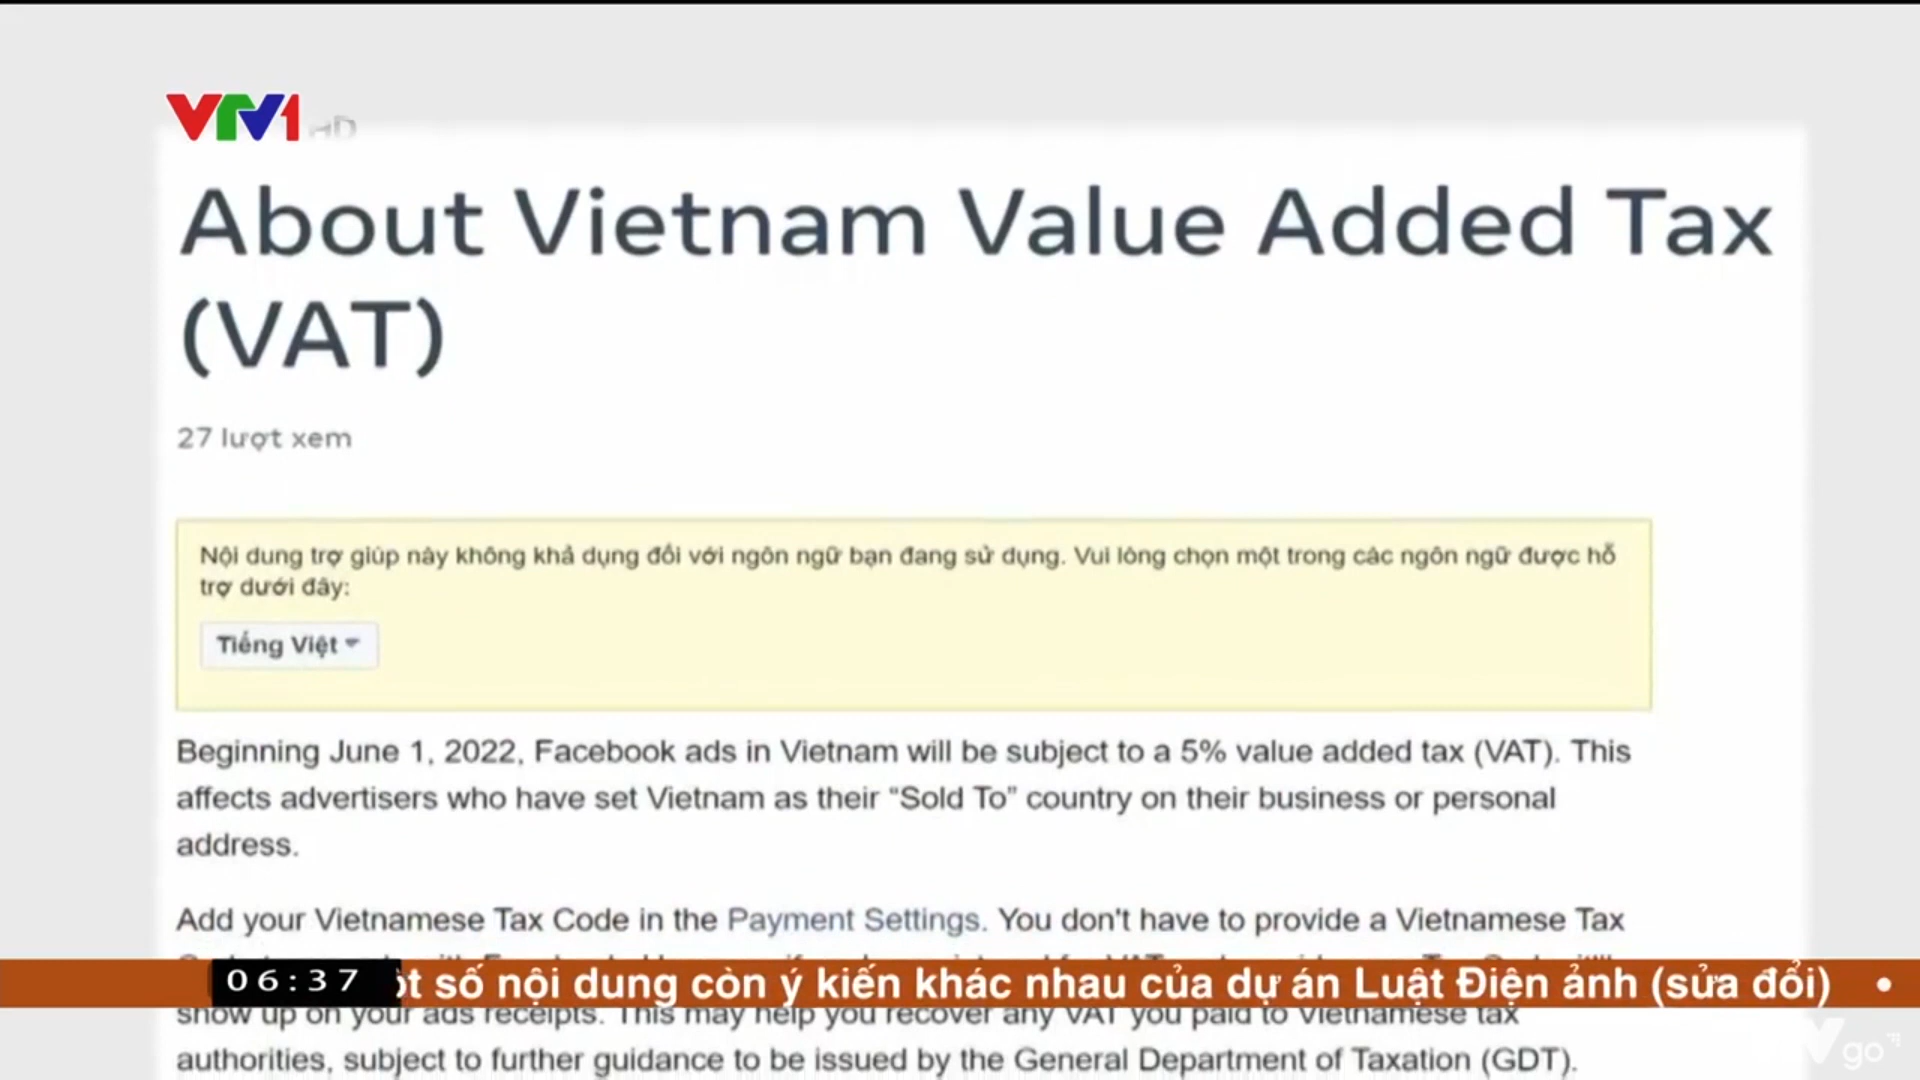 VTV1 HD
About Vietnam Value Added Tax
(VAT)
27 lượt xem
Nội dung trợ giúp này không khả dụng đối với ngôn ngữ bạn đang sử dụng. Vui lòng chọn một trong các ngôn ngữ được hỗ
trợ dưới đây:
Tiếng Việt
Beginning June 1, 2022, Facebook ads in Vietnam will be subject to a 5% value added tax (VAT). This
affects advertisers who have set Vietnam as their “Sold To” country on their business or personal
address.
Add your Vietnamese Tax Code in the Payment Settings. You don't have to provide a Vietnamese Tax
06:37 số nội dung còn ý kiến khác nhau của dự án Luật Điện ảnh (sửa đổi) •
show up on your ads receipts. This may help you recover any VAT you paid to Vietnamese tax
authorities, subject to further guidance to be issued by the General Department of Taxation (GDT).
go